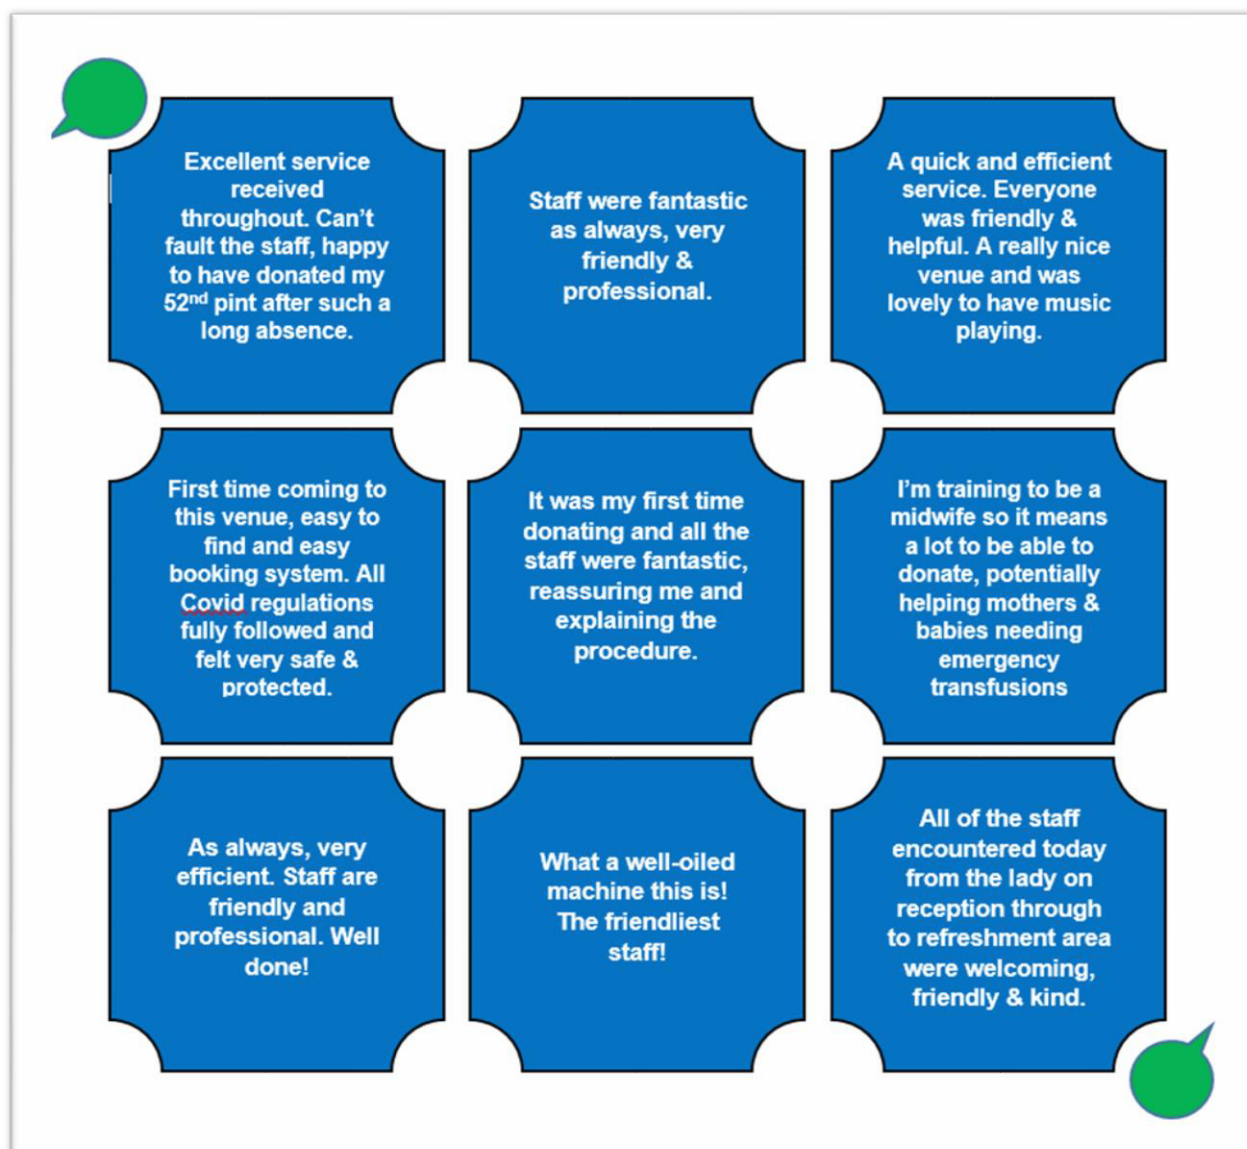 Excellent service
received
throughout. Can't
fault the staff, happy
to have donated my
52nd pint after such a
long absence.
Staff were fantastic
as always, very
friendly &
professional.
A quick and efficient
service. Everyone
was friendly &
helpful. A really nice
venue and was
lovely to have music
playing.
First time coming to
this venue, easy to
find and easy
booking system. All
Covid regulations
fully followed and
felt very safe &
protected.
It was my first time
donating and all the
staff were fantastic,
reassuring me and
explaining the
procedure.
I'm training to be a
midwife so it means
a lot to be able to
donate, potentially
helping mothers &
babies needing
emergency
transfusions
As always, very
efficient. Staff are
friendly and
professional. Well
done!
What a well-oiled
machine this is!
The friendliest
staff!
All of the staff
encountered today
from the lady on
reception through
to refreshment area
were welcoming,
friendly & kind.